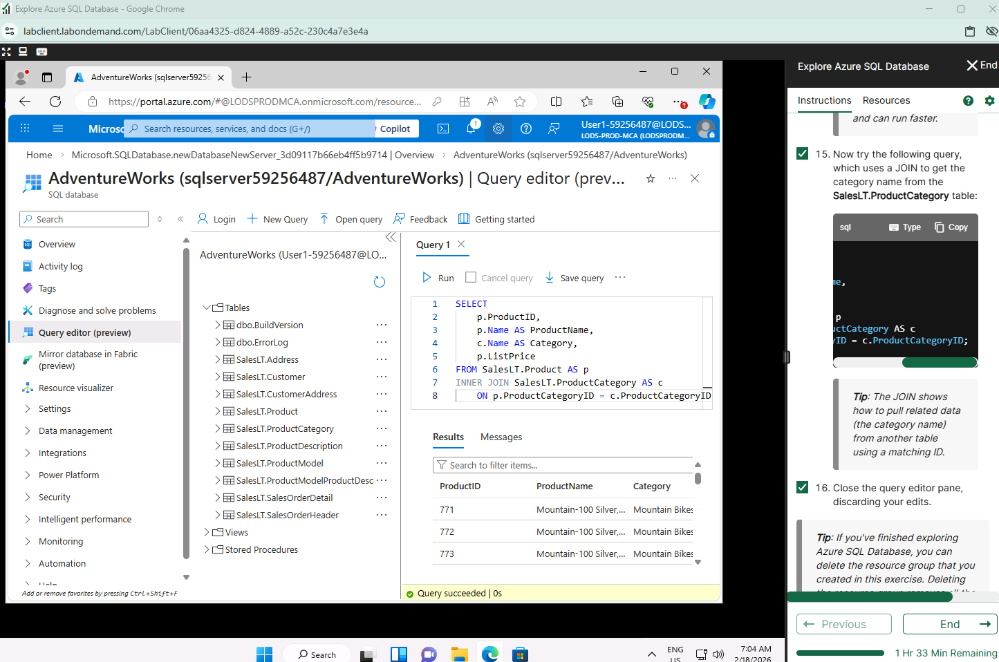 Explore Azure SQL Database - Google Chrome
labclient.labondemand.com/LabClient/06aa4325-d824-4889-a52c-230c4a7e3e4a
AdventureWorks (sqlserver59256
https://portal.azure.com/#@LODSPRODMCA.onmicrosoft.com/resource...
Microso
Search resources, services, and docs (G+/)
Copilot
1
User1-59256487@LODS...
LODS-PROD-MCA (LODSPRODM...
Home > Microsoft.SQLDatabase.newDatabaseNewServer_3d09117b66eb4ff5b9714 | Overview > AdventureWorks (sqlserver59256487/AdventureWorks)
AdventureWorks (sqlserver59256487/AdventureWorks) | Query editor (prev...
SQL database
Search
Login
New Query
Open query
Feedback
Getting started
Overview
Activity log
Tags
Diagnose and solve problems
Query editor (preview)
Mirror database in Fabric
(preview)
Resource visualizer
Settings
Data management
Integrations
Power Platform
Security
Intelligent performance
Monitoring
Automation
Help
Add or remove favorites by pressing Ctrl+Shift+F
AdventureWorks (User1-59256487@LO...
Tables
dbo.BuildVersion
dbo.ErrorLog
SalesLT.Address
SalesLT.Customer
SalesLT.CustomerAddress
SalesLT.Product
SalesLT.ProductCategory
SalesLT.ProductDescription
SalesLT.ProductModel
SalesLT.ProductModelProductDesc
SalesLT.SalesOrderDetail
SalesLT.SalesOrderHeader
Views
Stored Procedures
Query 1
Run
Cancel query
Save query
1 SELECT
2 p.ProductID,
3 p.Name AS ProductName,
4 c.Name AS Category,
5 p.ListPrice
6 FROM SalesLT.Product AS p
7 INNER JOIN SalesLT.ProductCategory AS c
8 ON p.ProductCategoryID = c.ProductCategoryID
Results
Messages
Search to filter items...
ProductID ProductName Category
771 Mountain-100 Silver,... Mountain Bikes
772 Mountain-100 Silver,... Mountain Bikes
773 Mountain-100 Silver,... Mountain Bikes
Query succeeded | 0s
Search
ENG
US
7:04 AM
2/18/2026
Explore Azure SQL Database
End
Instructions
Resources
and can run faster.
15. Now try the following query,
which uses a JOIN to get the
category name from the
SalesLT.ProductCategory table:
sql
Type
Copy
me,
p
uctCategory AS c
yID = c.ProductCategoryID;
Tip: The JOIN shows
how to pull related data
(the category name)
from another table
using a matching ID.
16. Close the query editor pane,
discarding your edits.
Tip: If you've finished exploring
Azure SQL Database, you can
delete the resource group that you
created in this exercise. Deleting
the resource group removes all the
Previous
End
1 Hr 33 Min Remaining